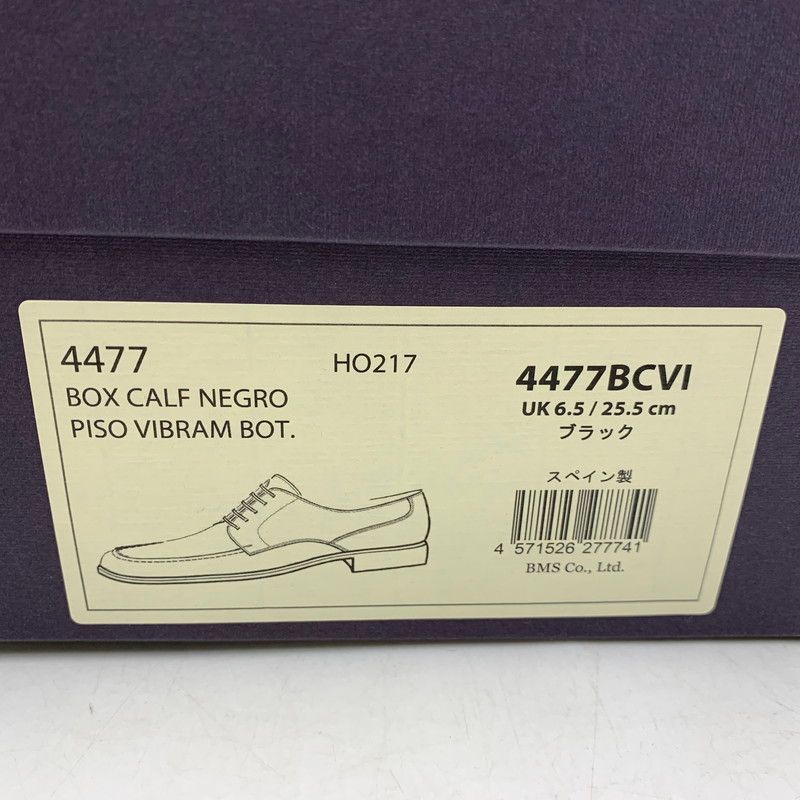 4477
HO217
BOX CALF NEGRO
PISO VIBRAM BOT.
4477BCVI
UK 6.5 / 25.5 cm
ブラック
スペイン製
4 571526 277741
BMS Co., Ltd.